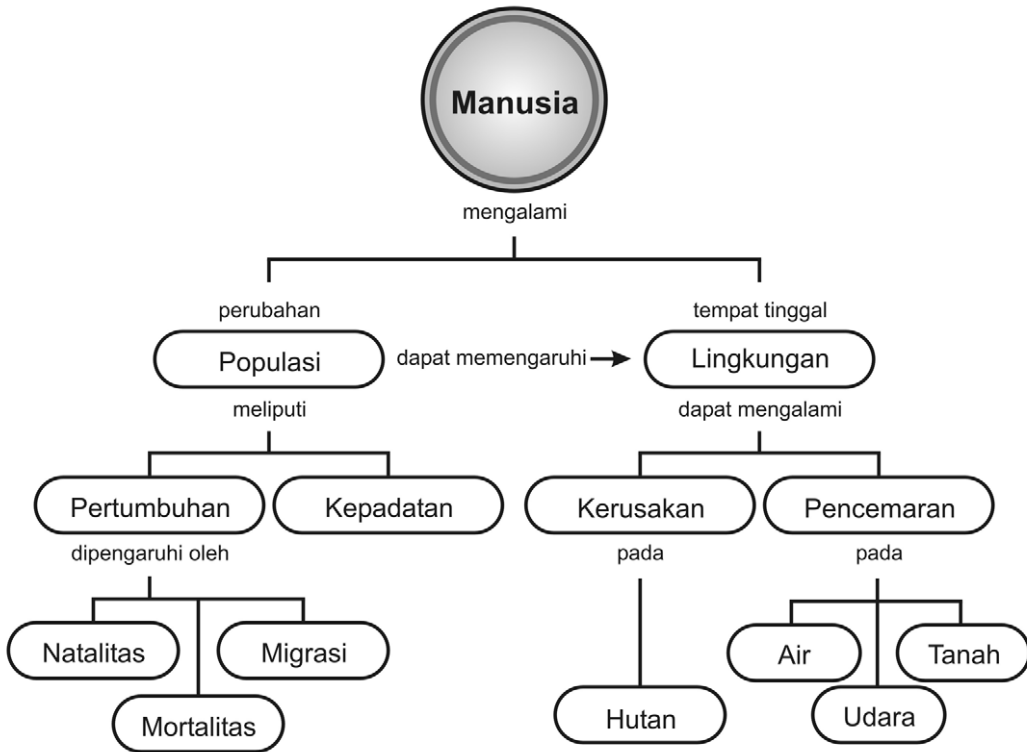 Manusia
mengalami
perubahan
tempat tinggal
Populasi
dapat memengaruhi
Lingkungan
meliputi
dapat mengalami
Pertumbuhan
Kepadatan
Kerusakan
Pencemaran
dipengaruhi oleh
pada
pada
Natalitas
Migrasi
Air
Tanah
Mortalitas
Hutan
Udara